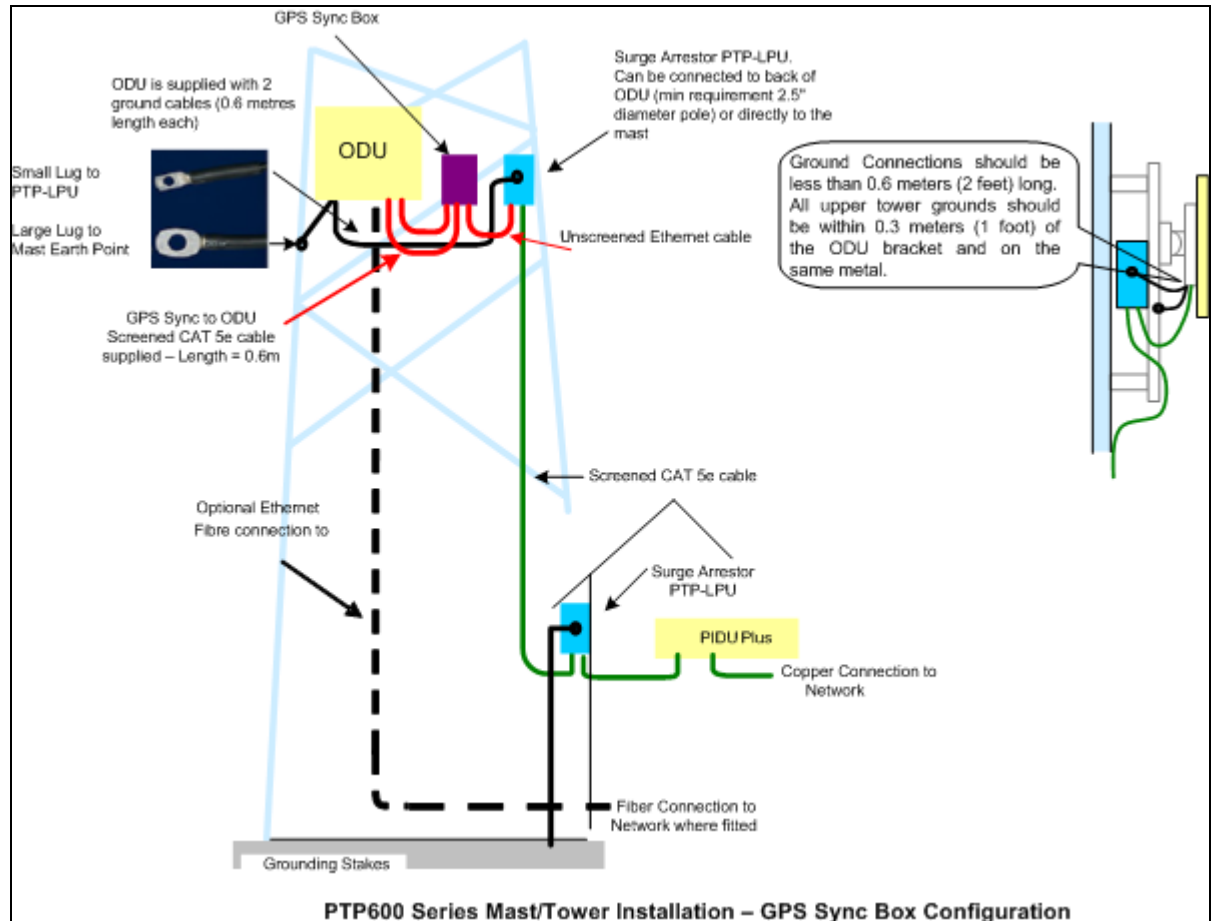 GPS Sync Box
ODU is supplied with 2
ground cables (0.6 metres
length each)
Surge Arrestor PTP-LPU.
Can be connected to back of
ODU (min requirement 2.5"
diameter pole) or directly to the
mast
ODU
Small Lug to
PTP-LPU
Large Lug to
Mast Earth Point
Unscreened Ethernet cable
Ground Connections should be
less than 0.6 meters (2 feet) long.
All upper tower grounds should
be within 0.3 meters (1 foot) of
the ODU bracket and on the
same metal.
GPS Sync to ODU
Screened CAT 5e cable
supplied – Length = 0.6m
Screened CAT 5e cable
Optional Ethernet
Fibre connection to
Surge Arrestor
PTP-LPU
PIDU Plus
Copper Connection to
Network
Fiber Connection to
Network where fitted
Grounding Stakes
PTP600 Series Mast/Tower Installation – GPS Sync Box Configuration